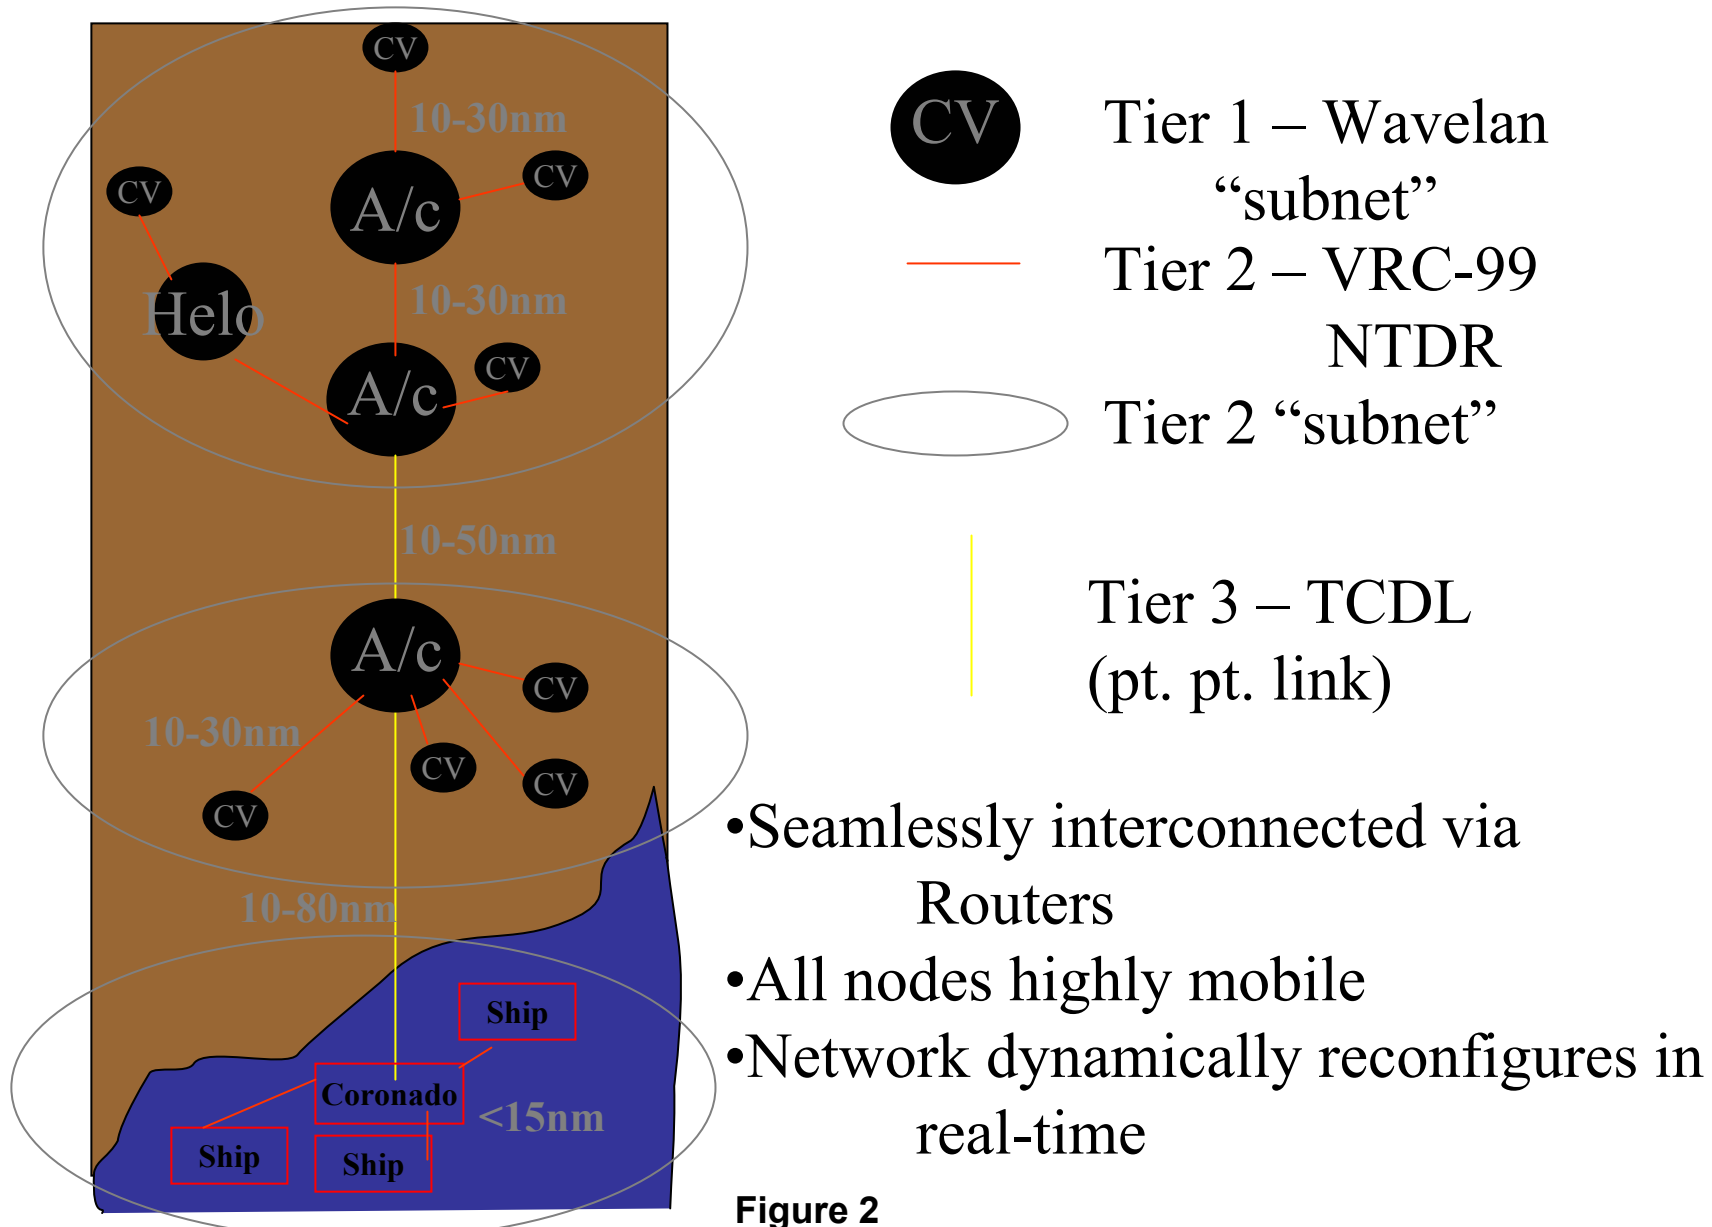 CV
10-30nm
CV
A/c
CV
10-30nm
Helo
CV
A/c
10-50nm
A/c
CV
10-30nm
CV
CV
CV
10-80nm
Ship
Coronado
<15nm
Ship
Ship
CV
Tier 1 – Wavelan
“subnet”
Tier 2 – VRC-99
NTDR
Tier 2 “subnet”
Tier 3 – TCDL
(pt. pt. link)
•Seamlessly interconnected via
Routers
•All nodes highly mobile
•Network dynamically reconfigures in
real-time
Figure 2